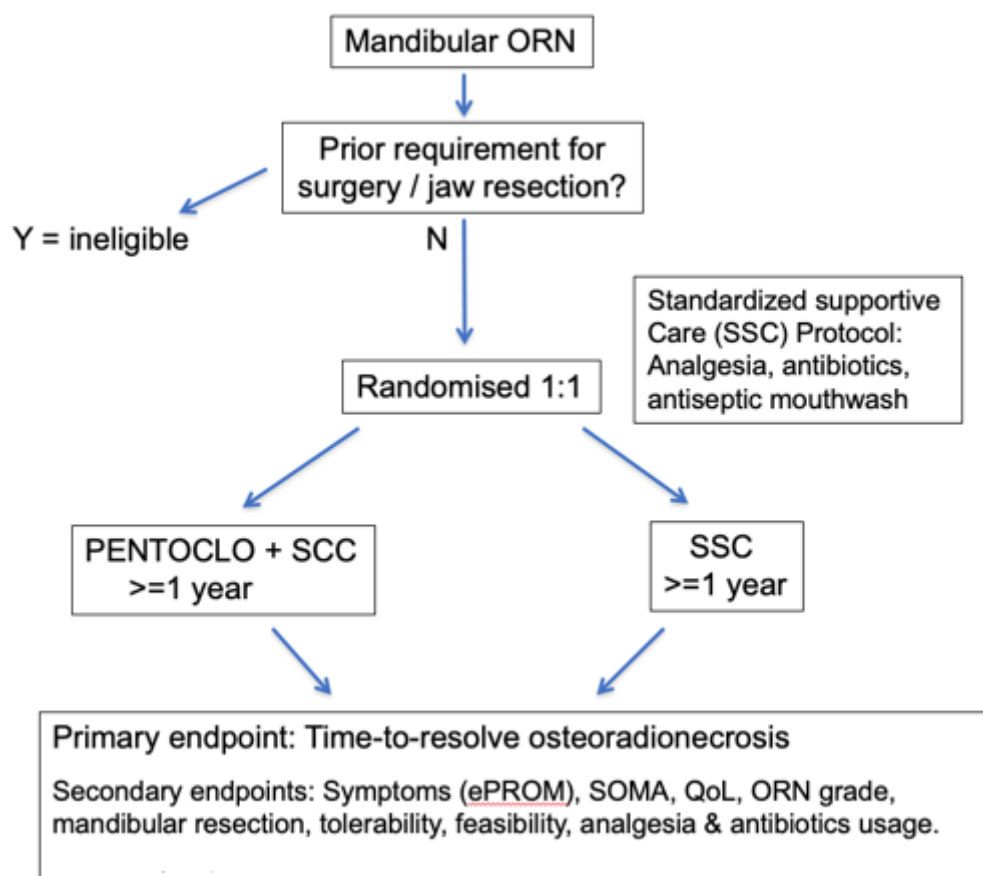 Mandibular ORN
Prior requirement for
surgery / jaw resection?
Y = ineligible
N
Standardized supportive
Care (SSC) Protocol:
Analgesia, antibiotics,
antiseptic mouthwash
Randomised 1:1
PENTOCLO + SCC
>=1 year
SSC
>=1 year
Primary endpoint: Time-to-resolve osteoradionecrosis
Secondary endpoints: Symptoms (ePROM), SOMA, QoL, ORN grade,
mandibular resection, tolerability, feasibility, analgesia & antibiotics usage.